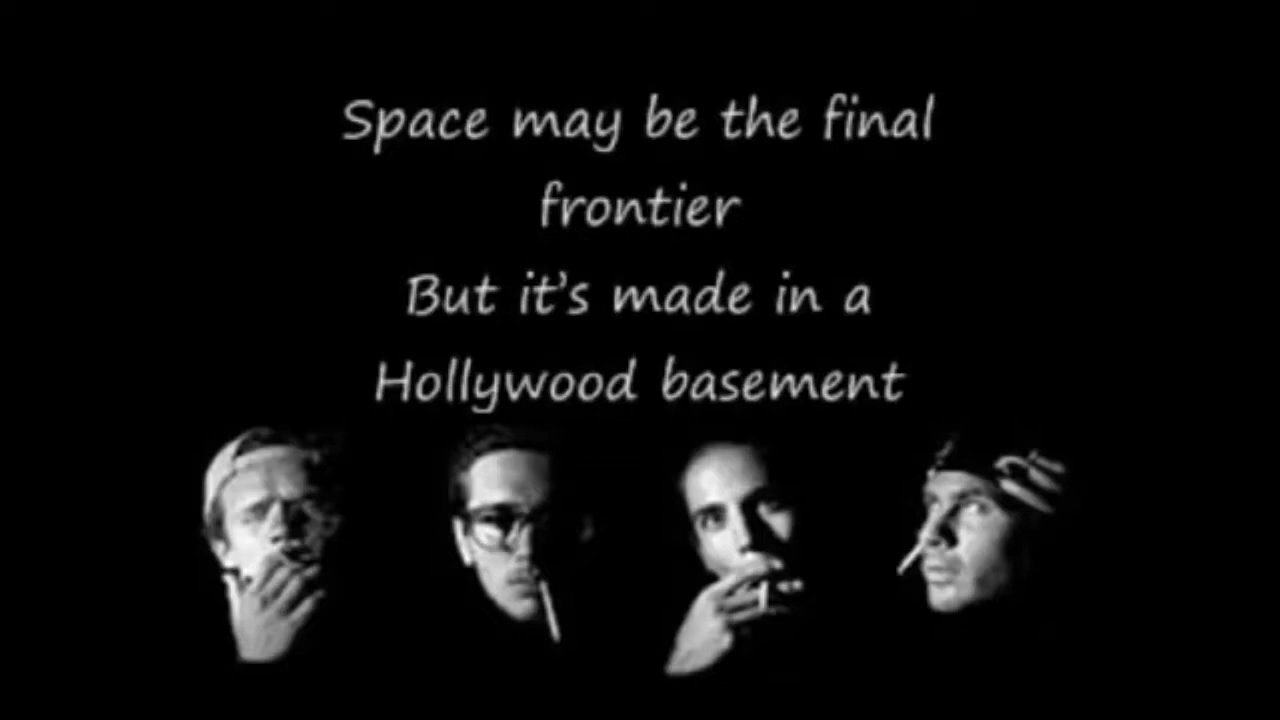 Space may be the final
frontier
But it's made in a
Hollywood basement